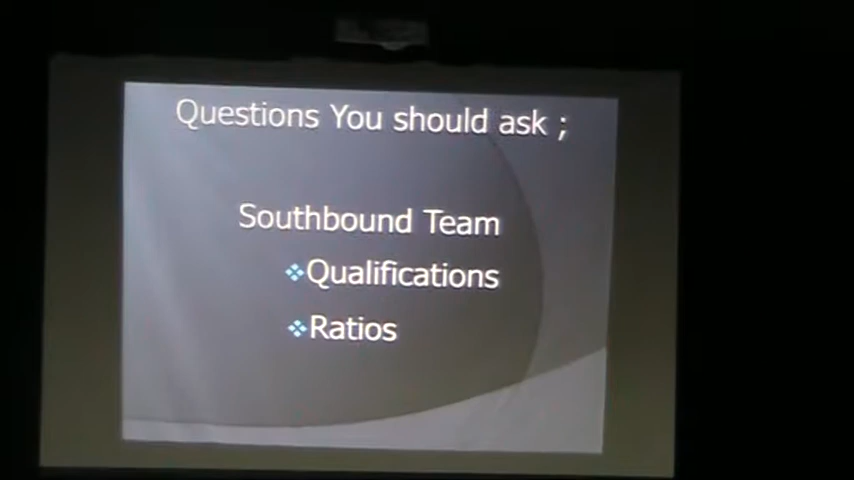 Questions You should ask ;
Southbound Team
❖Qualifications
❖Ratios